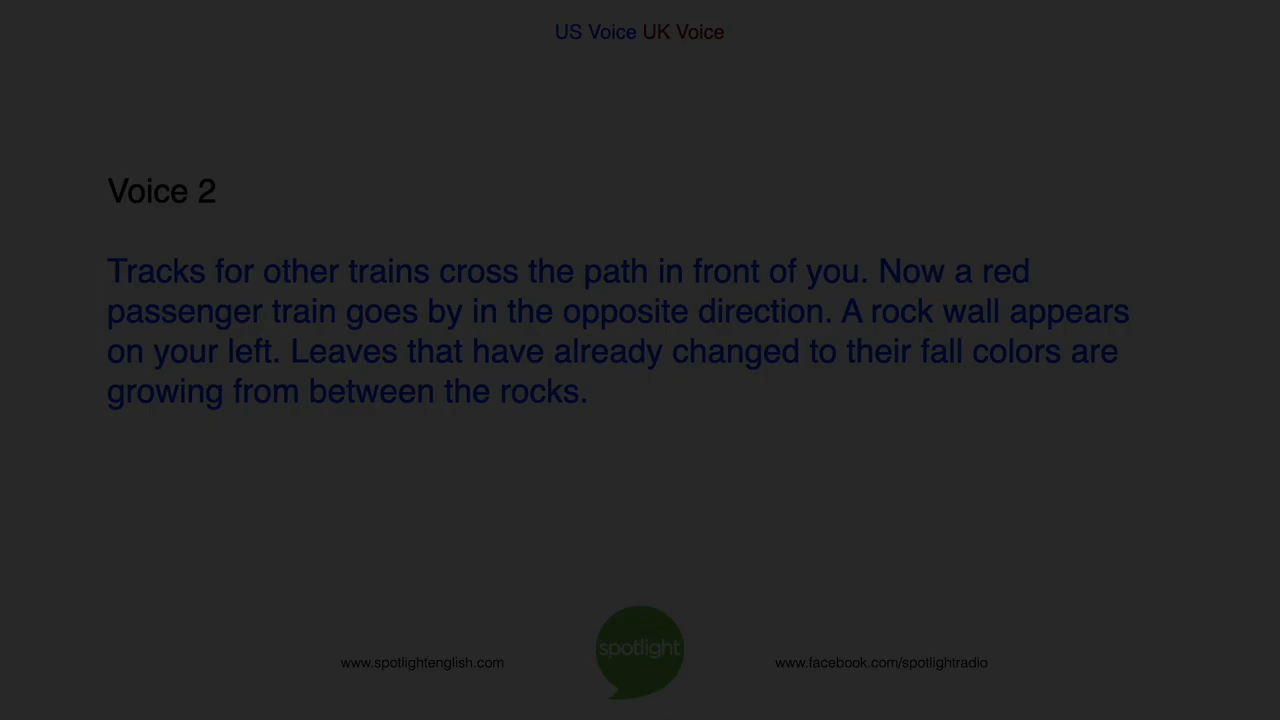 US Voice UK Voice
Voice 2
Tracks for other trains cross the path in front of you. Now a red
passenger train goes by in the opposite direction. A rock wall appears
on your left. Leaves that have already changed to their fall colors are
growing from between the rocks.
spotlight
www.spotlightenglish.com
www.facebook.com/spotlightradio